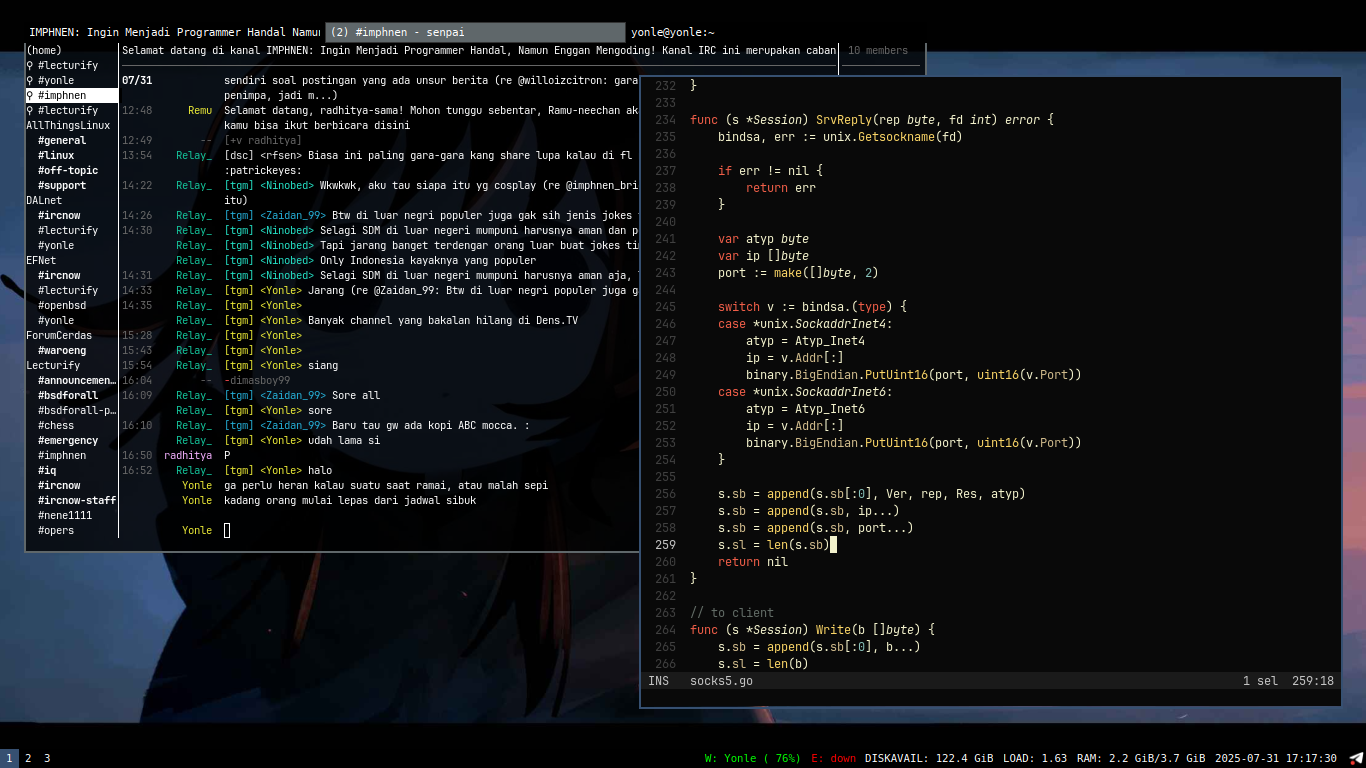 IMPHNEN: Ingin Menjadi Programmer Handal Namu
(2) #imphnen - senpai
yonle@yonle:~
(home)
#lecturify
#yonle
#imphnen
#lecturify
AllThingsLinux
#general
#linux
#off-topic
#support
DALnet
#ircnow
#lecturify
#yonle
EFNet
#ircnow
#lecturify
#openbsd
#yonle
ForumCerdas
#waroeng
Lecturify
#announcemen…
#bsdforall
#bsdforall-p…
#chess
#emergency
#imphnen
#iq
#ircnow
#ircnow-staff
#nene1111
#opers
Selamat datang di kanal IMPHNEN: Ingin Menjadi Programmer Handal, Namun Enggan Mengoding! Kanal IRC ini merupakan caban
10 members
07/31 sendiri soal postingan yang ada unsur berita (re @willoizcitron: gara
penimpa, jadi m...)
12:48 Remu Selamat datang, radhitya-sama! Mohon tunggu sebentar, Ramu-neechan ak
kamu bisa ikut berbicara disini
12:49 -- [+v radhitya]
13:54 Relay_ [dsc] <rfsen> Biasa ini paling gara-gara kang share lupa kalau di fl
:patrickeyes:
14:22 Relay_ [tgm] <Ninobed> Wkwkwk, aku tau siapa itu yg cosplay (re @imphnen_bri
itu)
14:26 Relay_ [tgm] <Zaidan_99> Btw di luar negri populer juga gak sih jenis jokes
14:30 Relay_ [tgm] <Ninobed> Selagi SDM di luar negeri mumpuni harusnya aman dan p
Relay_ [tgm] <Ninobed> Tapi jarang banget terdengar orang luar buat jokes ti
Relay_ [tgm] <Ninobed> Only Indonesia kayaknya yang populer
14:31 Relay_ [tgm] <Ninobed> Selagi SDM di luar negeri mumpuni harusnya aman aja,
14:33 Relay_ [tgm] <Yonle> Jarang (re @Zaidan_99: Btw di luar negri populer juga g
14:35 Relay_ [tgm] <Yonle>
Relay_ [tgm] <Yonle> Banyak channel yang bakalan hilang di Dens.TV
15:28 Relay_ [tgm] <Yonle>
15:43 Relay_ [tgm] <Yonle>
15:54 Relay_ [tgm] <Yonle> siang
16:04 -- -dimasboy99
16:09 Relay_ [tgm] <Zaidan_99> Sore all
Relay_ [tgm] <Yonle> sore
16:10 Relay_ [tgm] <Zaidan_99> Baru tau gw ada kopi ABC mocca. :
Relay_ [tgm] <Yonle> udah lama si
16:50 radhitya P
16:52 Relay_ [tgm] <Yonle> halo
Yonle ga perlu heran kalau suatu saat ramai, atau malah sepi
Yonle kadang orang mulai lepas dari jadwal sibuk
Yonle
232 }
233
234 func (s *Session) SrvReply(rep byte, fd int) error {
235 bindsa, err := unix.Getsockname(fd)
236
237 if err != nil {
238 return err
239 }
240
241 var atyp byte
242 var ip []byte
243 port := make([]byte, 2)
244
245 switch v := bindsa.(type) {
246 case *unix.SockaddrInet4:
247 atyp = Atyp_Inet4
248 ip = v.Addr[:]
249 binary.BigEndian.PutUint16(port, uint16(v.Port))
250 case *unix.SockaddrInet6:
251 atyp = Atyp_Inet6
252 ip = v.Addr[:]
253 binary.BigEndian.PutUint16(port, uint16(v.Port))
254 }
255
256 s.sb = append(s.sb[:0], Ver, rep, Res, atyp)
257 s.sb = append(s.sb, ip...)
258 s.sb = append(s.sb, port...)
259 s.sl = len(s.sb)
260 return nil
261 }
262
263 // to client
264 func (s *Session) Write(b []byte) {
265 s.sb = append(s.sb[:0], b...)
266 s.sl = len(b)
INS socks5.go 1 sel 259:18
1 2 3
W: Yonle ( 76%) E: down DISKAVAIL: 122.4 GiB LOAD: 1.63 RAM: 2.2 GiB/3.7 GiB 2025-07-31 17:17:30